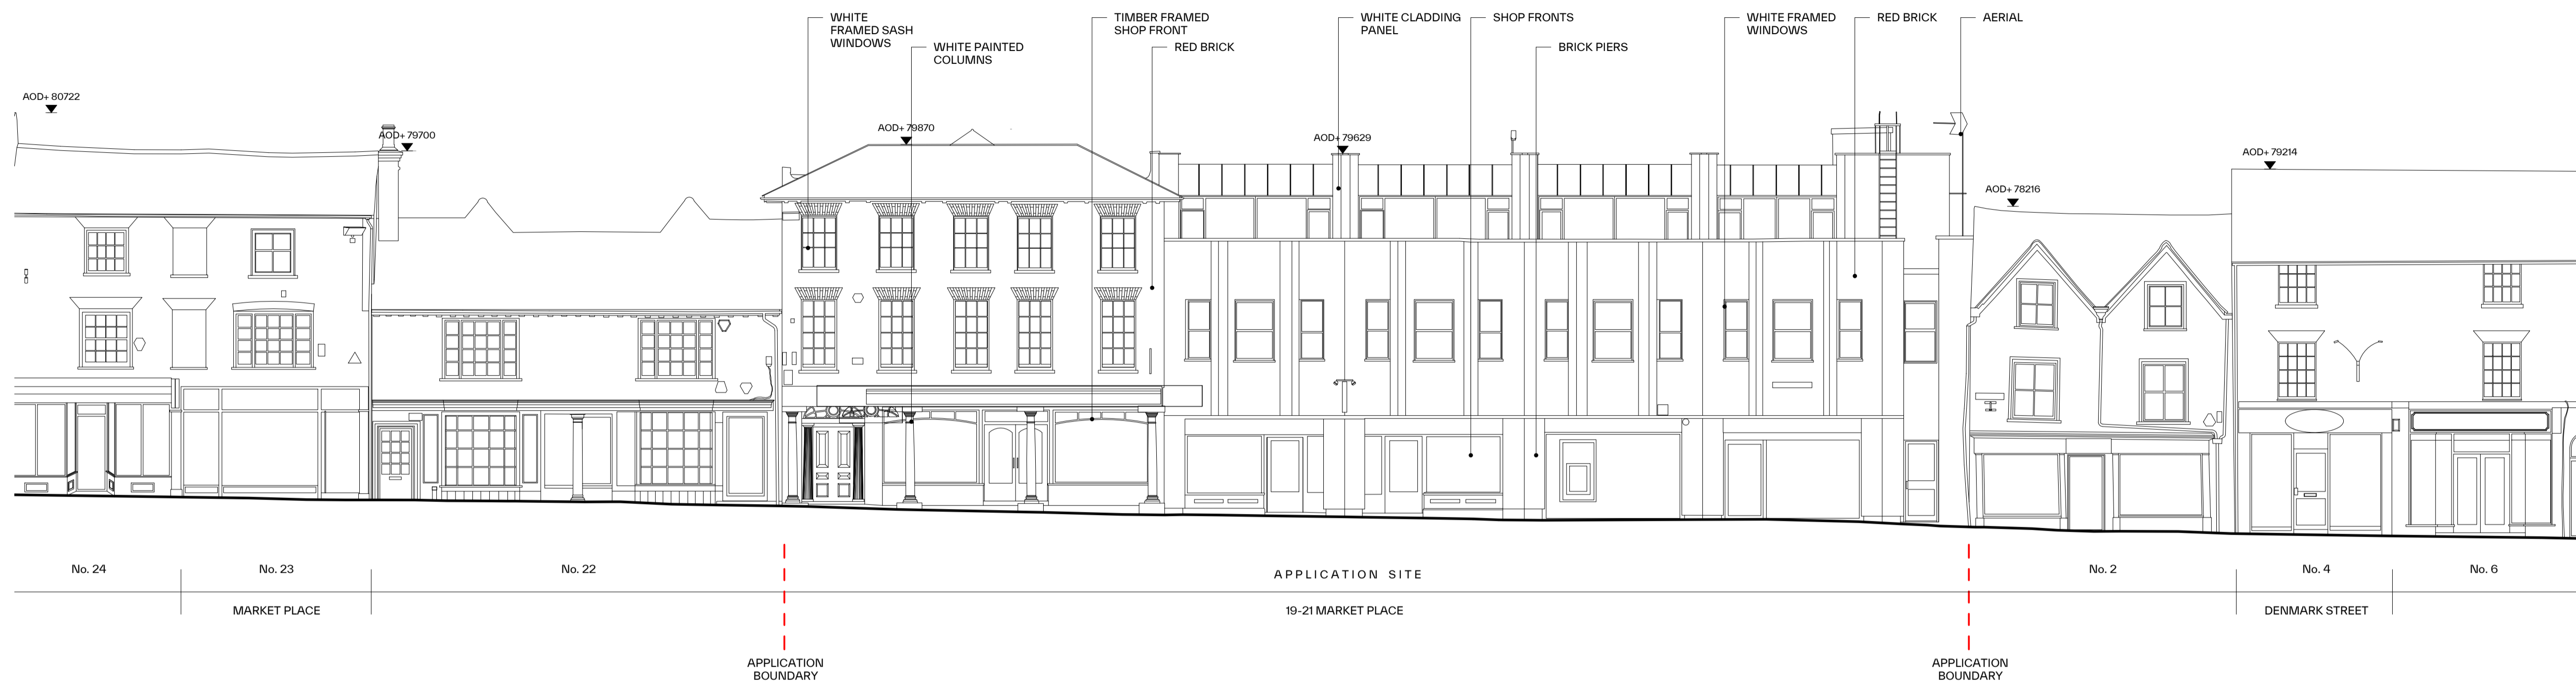 WHITE
FRAMED SASH
WINDOWS
WHITE PAINTED
COLUMNS
TIMBER FRAMED
SHOP FRONT
RED BRICK
WHITE CLADDING
PANEL
SHOP FRONTS
BRICK PIERS
WHITE FRAMED
WINDOWS
RED BRICK
AERIAL
AOD+ 80722
AOD+ 79700
AOD+ 79870
AOD+ 79629
AOD+ 78216
AOD+ 79214
No. 24
No. 23
No. 22
APPLICATION SITE
No. 2
No. 4
No. 6
MARKET PLACE
19-21 MARKET PLACE
DENMARK STREET
APPLICATION
BOUNDARY
APPLICATION
BOUNDARY